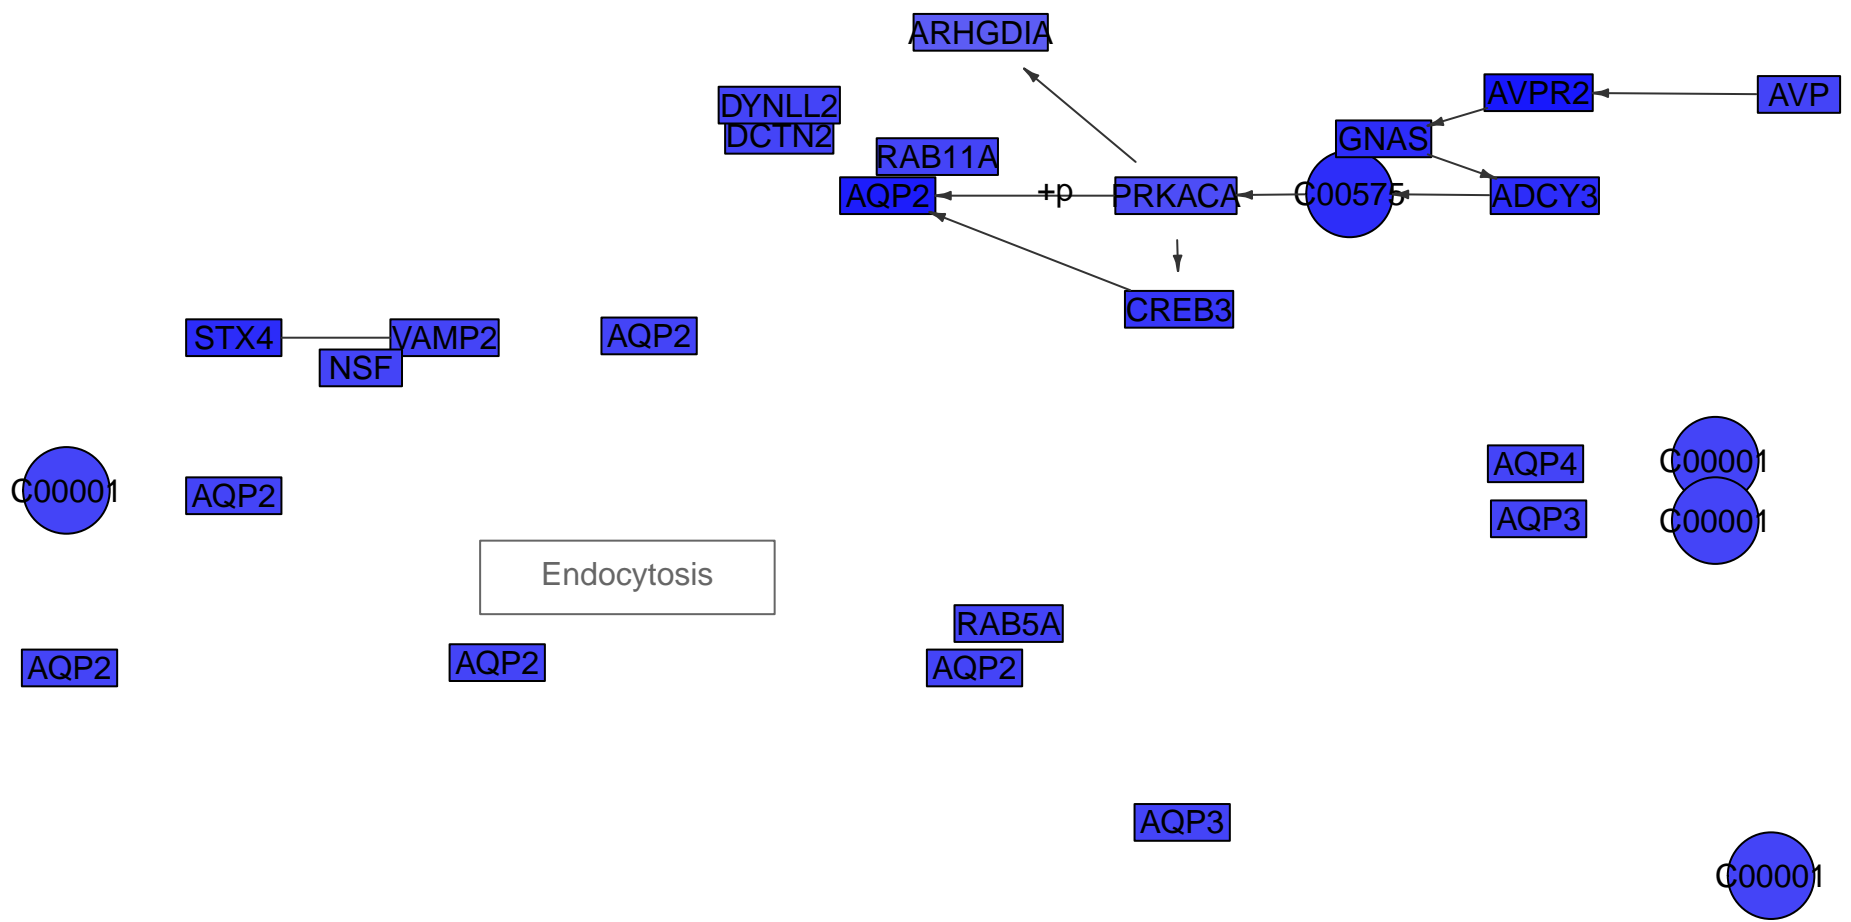 ARHGDIA
DYNLL2
AVPR2
AVP
DCTN2
GNAS
RAB11A
AQP2
+p
PRKACA
C00575
ADCY3
CREB3
STX4
VAMP2
AQP2
NSF
C00001
AQP4
C00001
AQP2
AQP3
C00001
Endocytosis
RAB5A
AQP2
AQP2
AQP2
AQP3
C00001